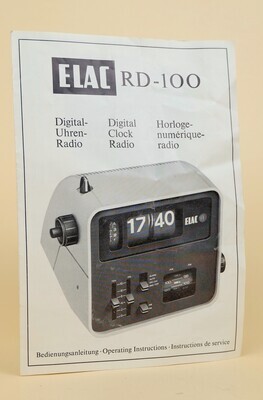 ELAC RD-100
Digital-
Uhren-
Radio
Digital
Clock
Radio
Horloge-
numérique-
radio
17 40
ELAC
Bedienungsanleitung · Operating Instructions · Instructions de service